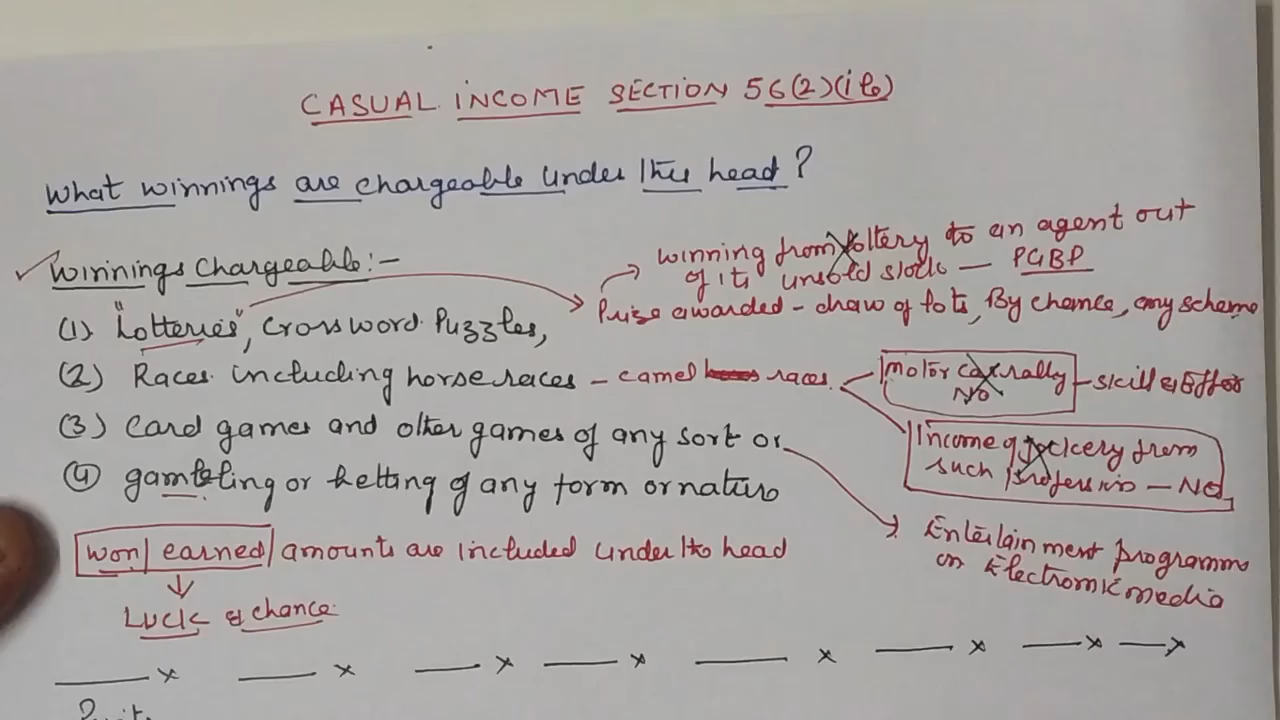 CASUAL INCOME SECTION 56(2)(ib)
What winnings are chargeable under this head?
Winnings Chargeable:-
winning from lottery to an agent out
of its unsold stock — PGBP
(1) "Lotteries", crossword Puzzles,
Prize awarded - draw of lots, By chance, any scheme
(2) Races including horse races - camel races
motor car rally - skill & Effort
No
(3) Card games and other games of any sort or
Income of jockery from
such profession - NO
(4) gambling or betting of any form or nature
Entertainment programme
on Electronic media
won/earned/ amounts are included under the head
Luck & chance